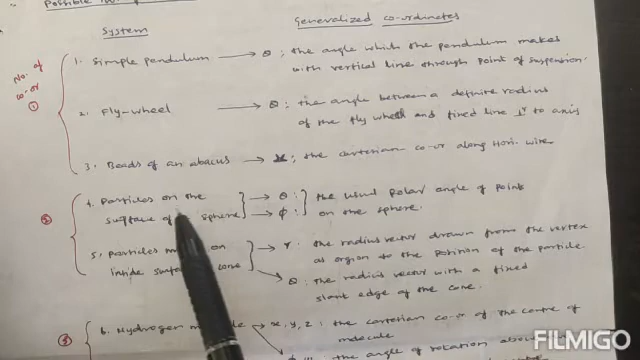 Possible
System Generalized co-ordinates
No. of
co-or
①
1. Simple pendulum → θ ; the angle which the pendulum makes
with vertical line through point of suspension.
2. Fly-wheel → θ : the angle between a definite radius
of the fly wheel and fixed line ⊥r to axis
3. Beads of an abacus → x ; the cartesian co-or along Hori. wire
②
4. Particles on the → θ : the usual Polar angle of point
surface of sphere → φ : on the sphere.
5. Particles on → r : the radius vector drawn from the vertex
inside cone as orgion to the position of the particle
θ : the radius vector with a fixed
slant edge of the cone.
③
6. Hydrogen → x, y, z : the cartesian co-or of the centre of
molecule
the angle of rotation about
FILMIGO